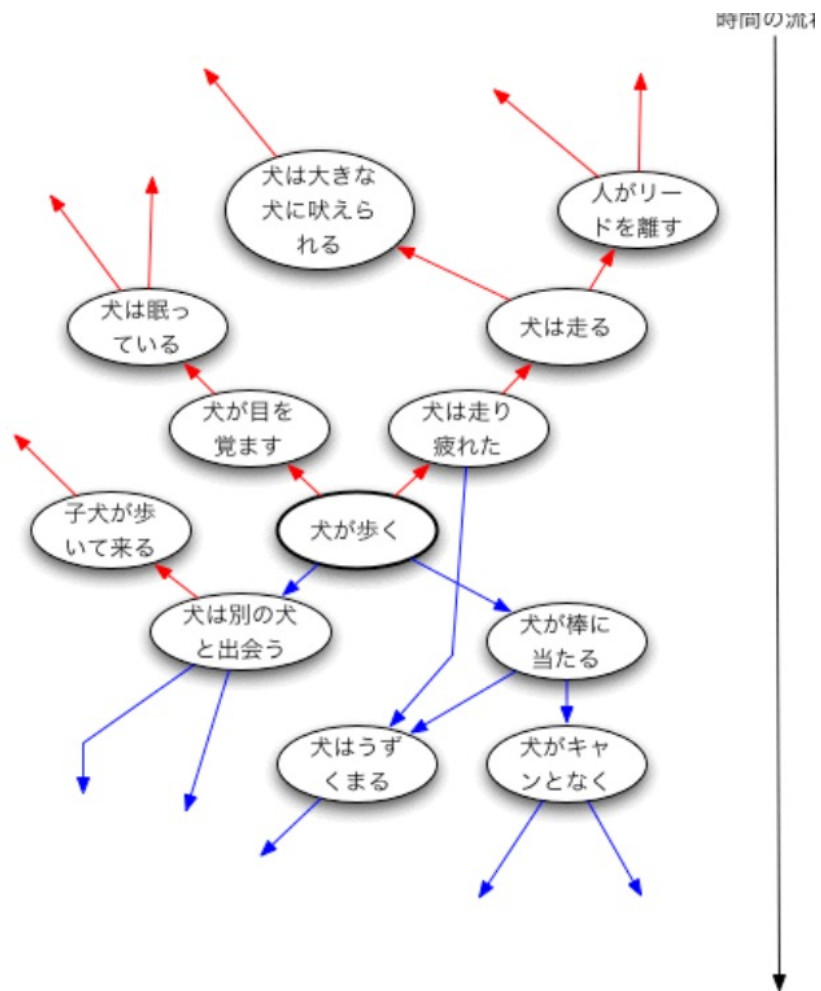 時間の流れ
犬は大きな
犬に吠えら
れる
人がリー
ドを離す
犬は眠っ
ている
犬は走る
犬が目を
覚ます
犬は走り
疲れた
子犬が歩
いて来る
犬が歩く
犬は別の犬
と出会う
犬が棒に
当たる
犬はうず
くまる
犬がキャ
ンとなく